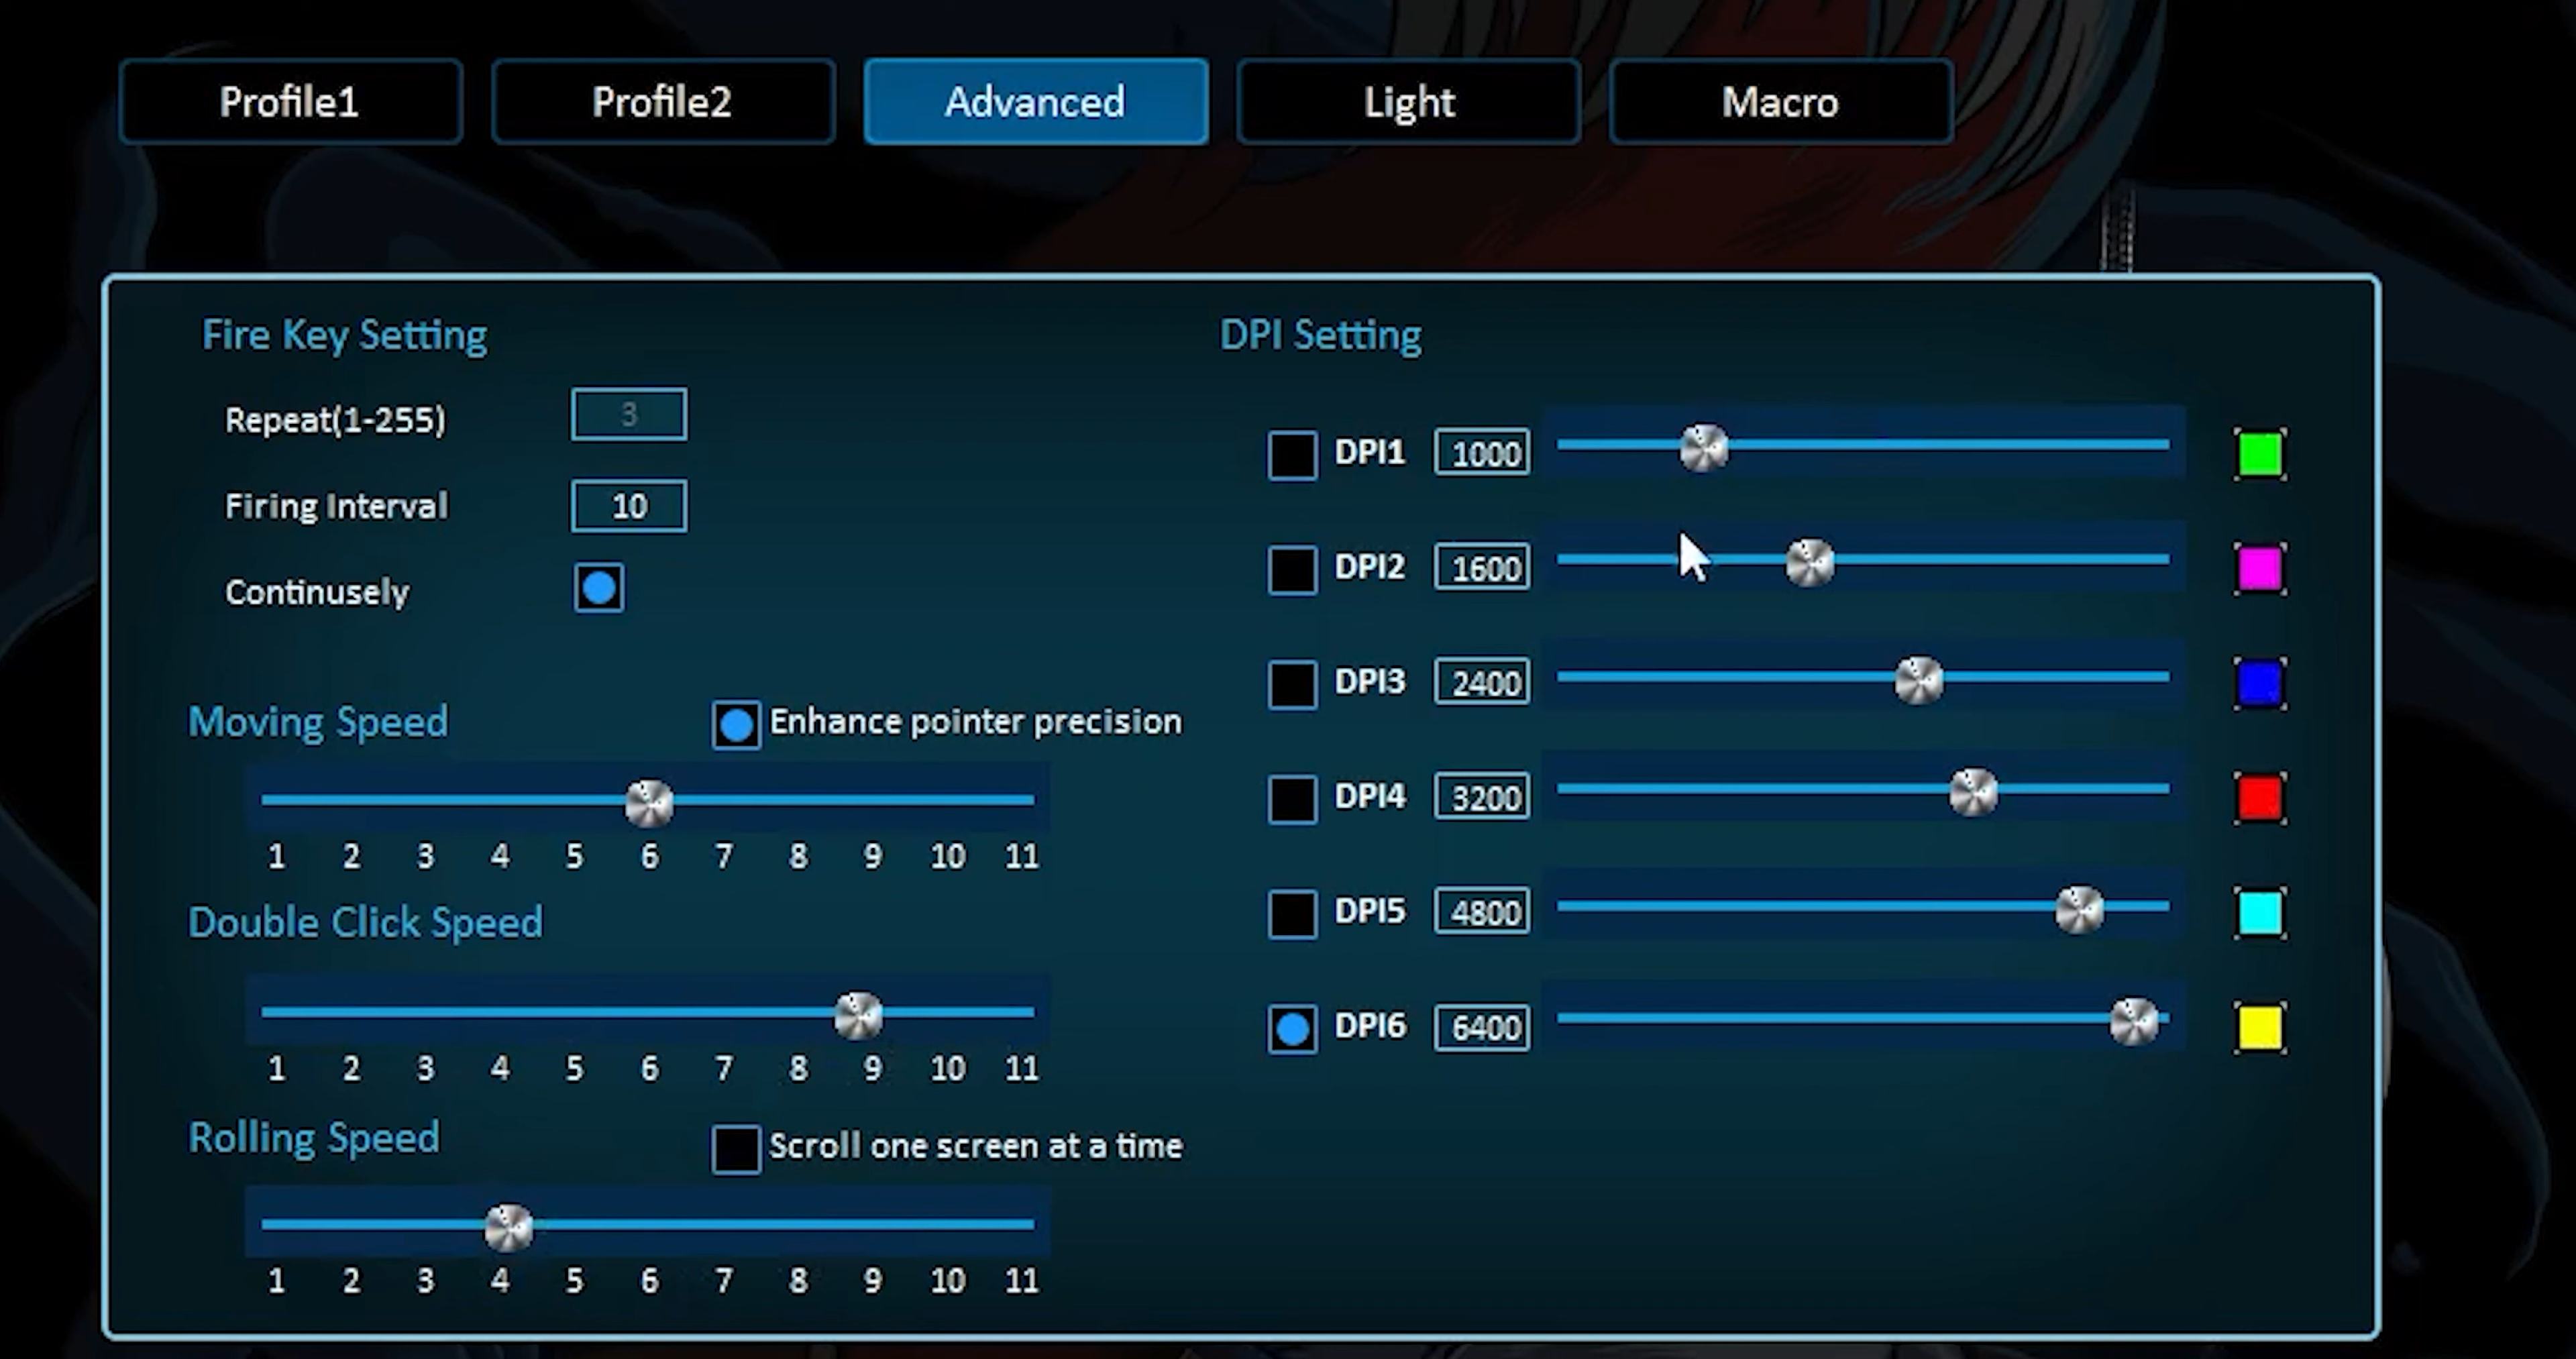 Profile1 Profile2 Advanced Light Macro
Fire Key Setting
Repeat(1-255) 3
Firing Interval 10
Continusely
Moving Speed Enhance pointer precision
1 2 3 4 5 6 7 8 9 10 11
Double Click Speed
1 2 3 4 5 6 7 8 9 10 11
Rolling Speed Scroll one screen at a time
1 2 3 4 5 6 7 8 9 10 11
DPI Setting
DPI1 1000
DPI2 1600
DPI3 2400
DPI4 3200
DPI5 4800
DPI6 6400